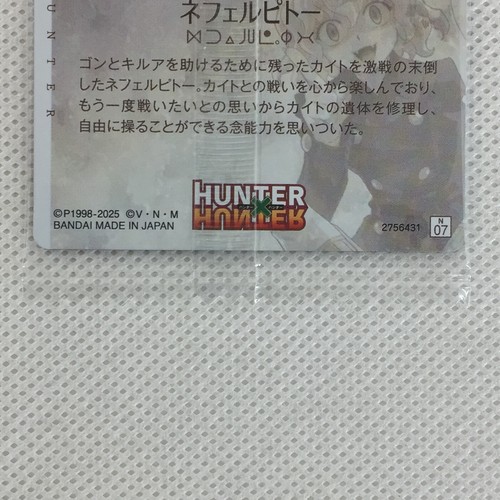 ネフェルピトー
ゴンとキルアを助けるために残ったカイトを激戦の末倒
したネフェルピトー。カイトとの戦いを心から楽しんでおり、
もう一度戦いたいとの思いからカイトの遺体を修理し、
自由に操ることができる念能力を思いついた。
UNTER
HUNTER
HUNTER
©P1998-2025 ©V・N・M
BANDAI MADE IN JAPAN
2756431
N
07